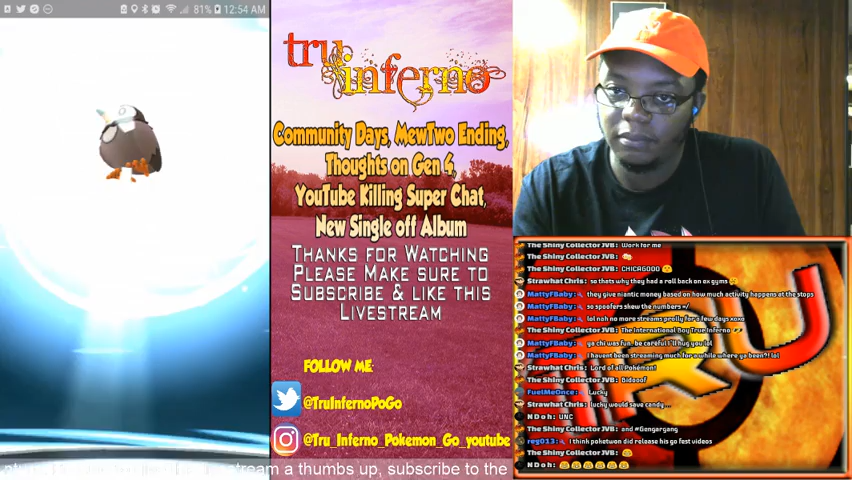 81% 12:54 AM
tru
inferno
Community Days, MewTwo Ending,
Thoughts on Gen 4,
YouTube Killing Super Chat,
New Single off Album
THANKS FOR WATCHING
PLEASE MAKE SURE TO
SUBSCRIBE & LIKE THIS
LIVESTREAM
FOLLOW ME:
@TruInfernoPoGo
@Tru_Inferno_Pokemon_Go_youtube
stream a thumbs up, subscribe to the
The Shiny Collector JVB: Work for me
The Shiny Collector JVB:
The Shiny Collector JVB: CHICAGOOO
Strawhat Chris: so thats why they had a roll back on ex gyms
MattyFBaby: they give niantic money based on how much activity happens at the stops
MattyFBaby: so spoofers skew the numbers =/
MattyFBaby: lol nah no more streams prolly for a few days xoxo
The Shiny Collector JVB: The International Boy True Inferno
MattyFBaby: ya chi was fun, be careful i'll hug you lol
MattyFBaby: I havent been streaming much for a while where ya been?! lol
Strawhat Chris: Lord of all Pokémon!
The Shiny Collector JVB: Bidooof
FuelMeOnce: Lucky
Strawhat Chris: lucky would save candy...
NDoh: UNC
The Shiny Collector JVB: and #Gengargang
reg013: I think poketwon did release his go fest videos
The Shiny Collector JVB:
NDoh: